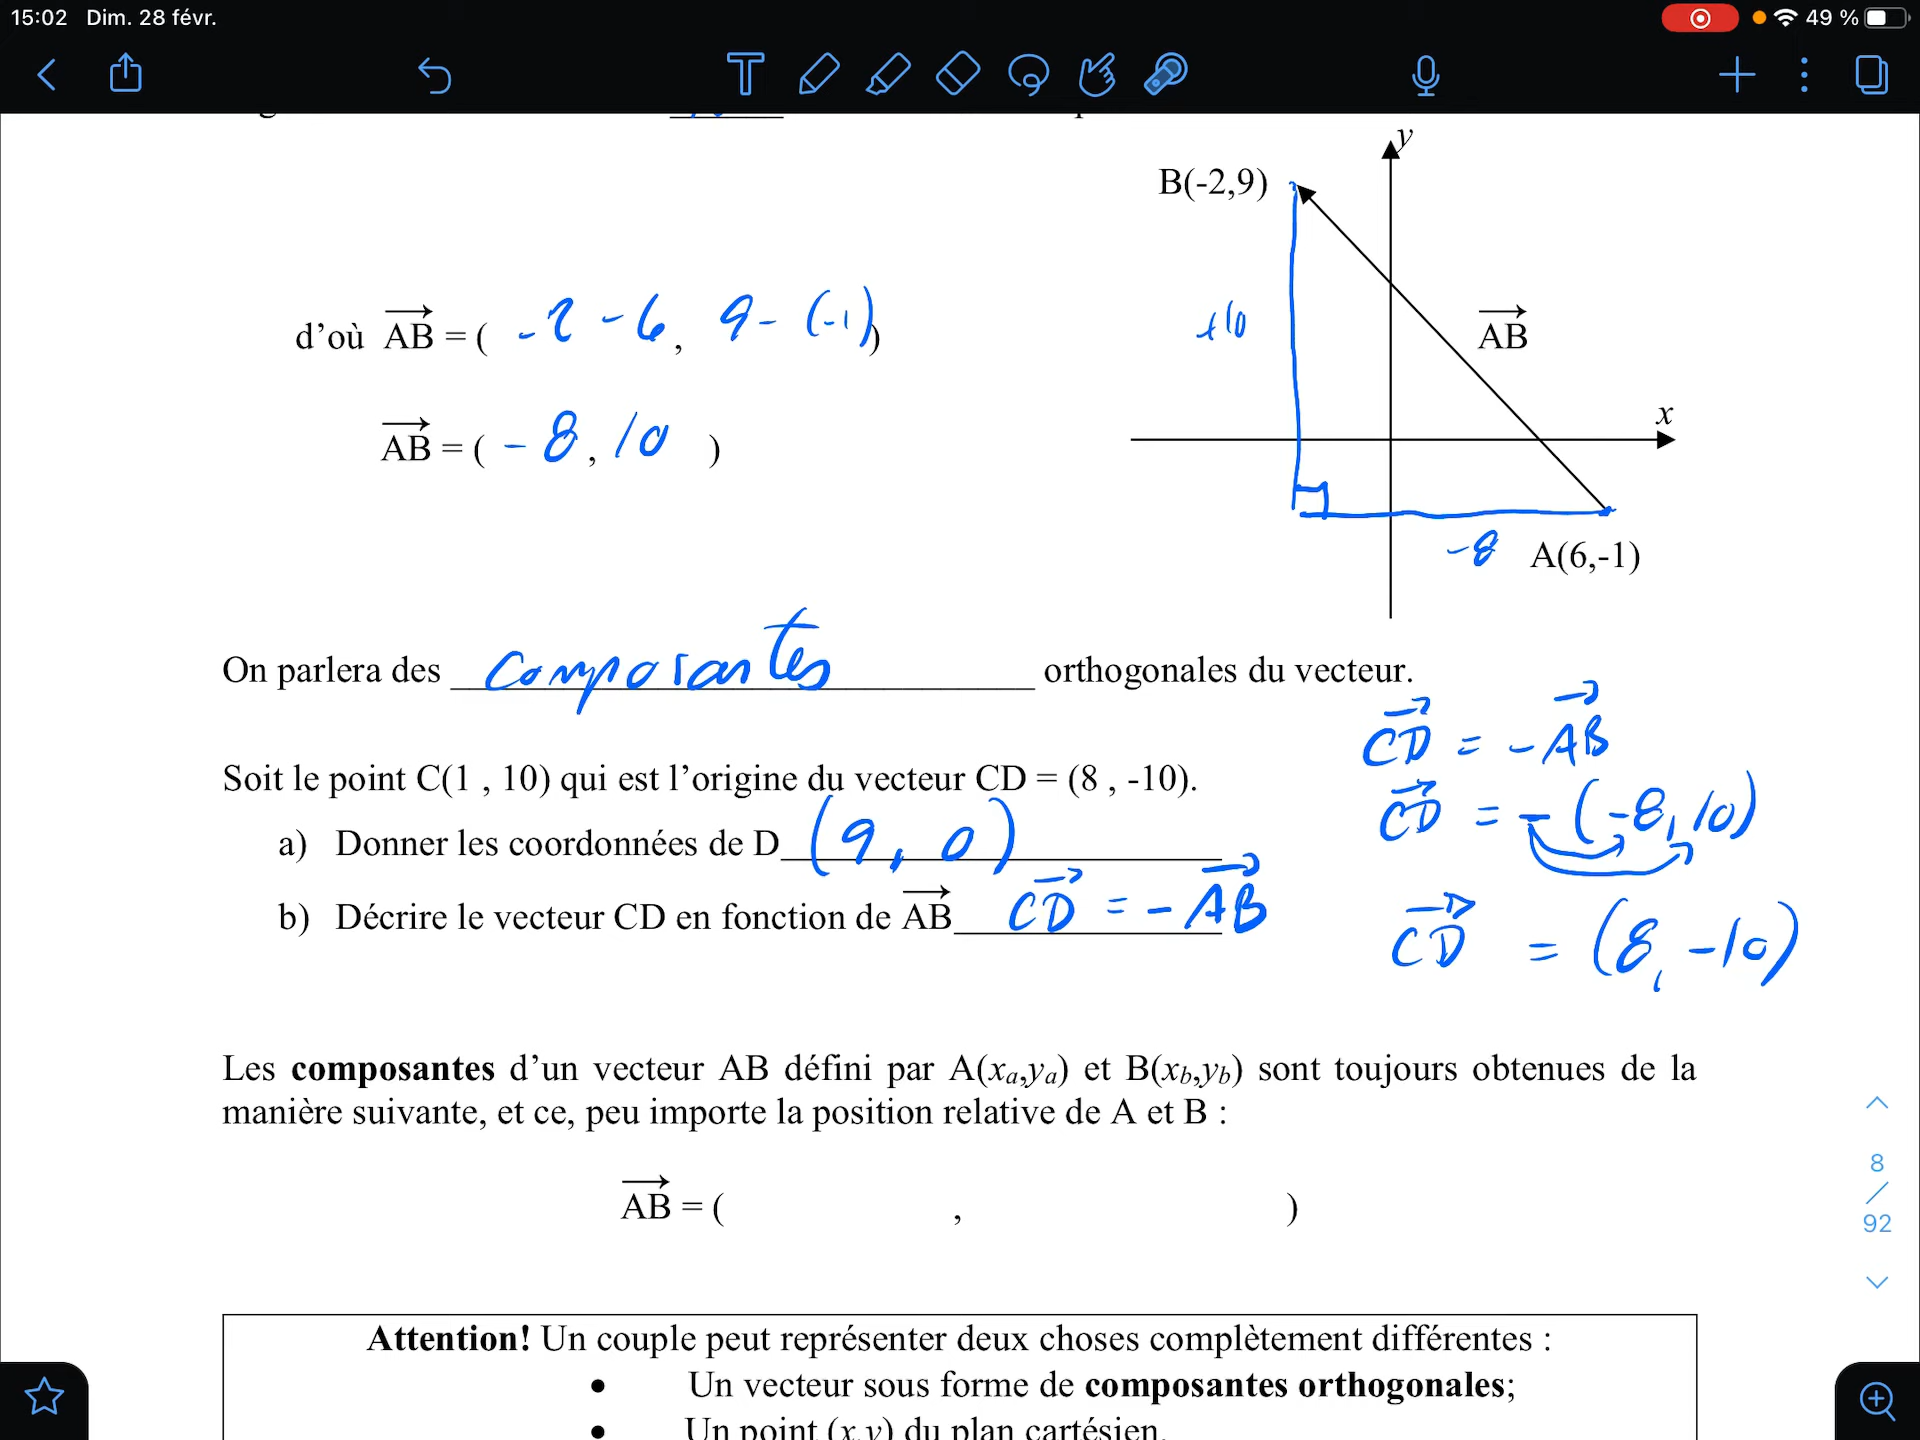 15:02 Dim. 28 févr. 49 %
T
y
B(-2,9)
d’où AB = ( -2 - 6, 9 - (-1))
+10
AB
AB = ( -8, 10 )
x
-8 A(6,-1)
On parlera des composantes orthogonales du vecteur.
CD = -AB
Soit le point C(1 , 10) qui est l’origine du vecteur CD = (8 , -10).
CD = -(-8, 10)
a) Donner les coordonnées de D (9, 0)
b) Décrire le vecteur CD en fonction de AB CD = -AB
CD = (8, -10)
Les composantes d’un vecteur AB défini par A(xa,ya) et B(xb,yb) sont toujours obtenues de la
manière suivante, et ce, peu importe la position relative de A et B :
AB = ( , )
8
/
92
Attention! Un couple peut représenter deux choses complètement différentes :
• Un vecteur sous forme de composantes orthogonales;
• Un point (x,y) du plan cartésien.